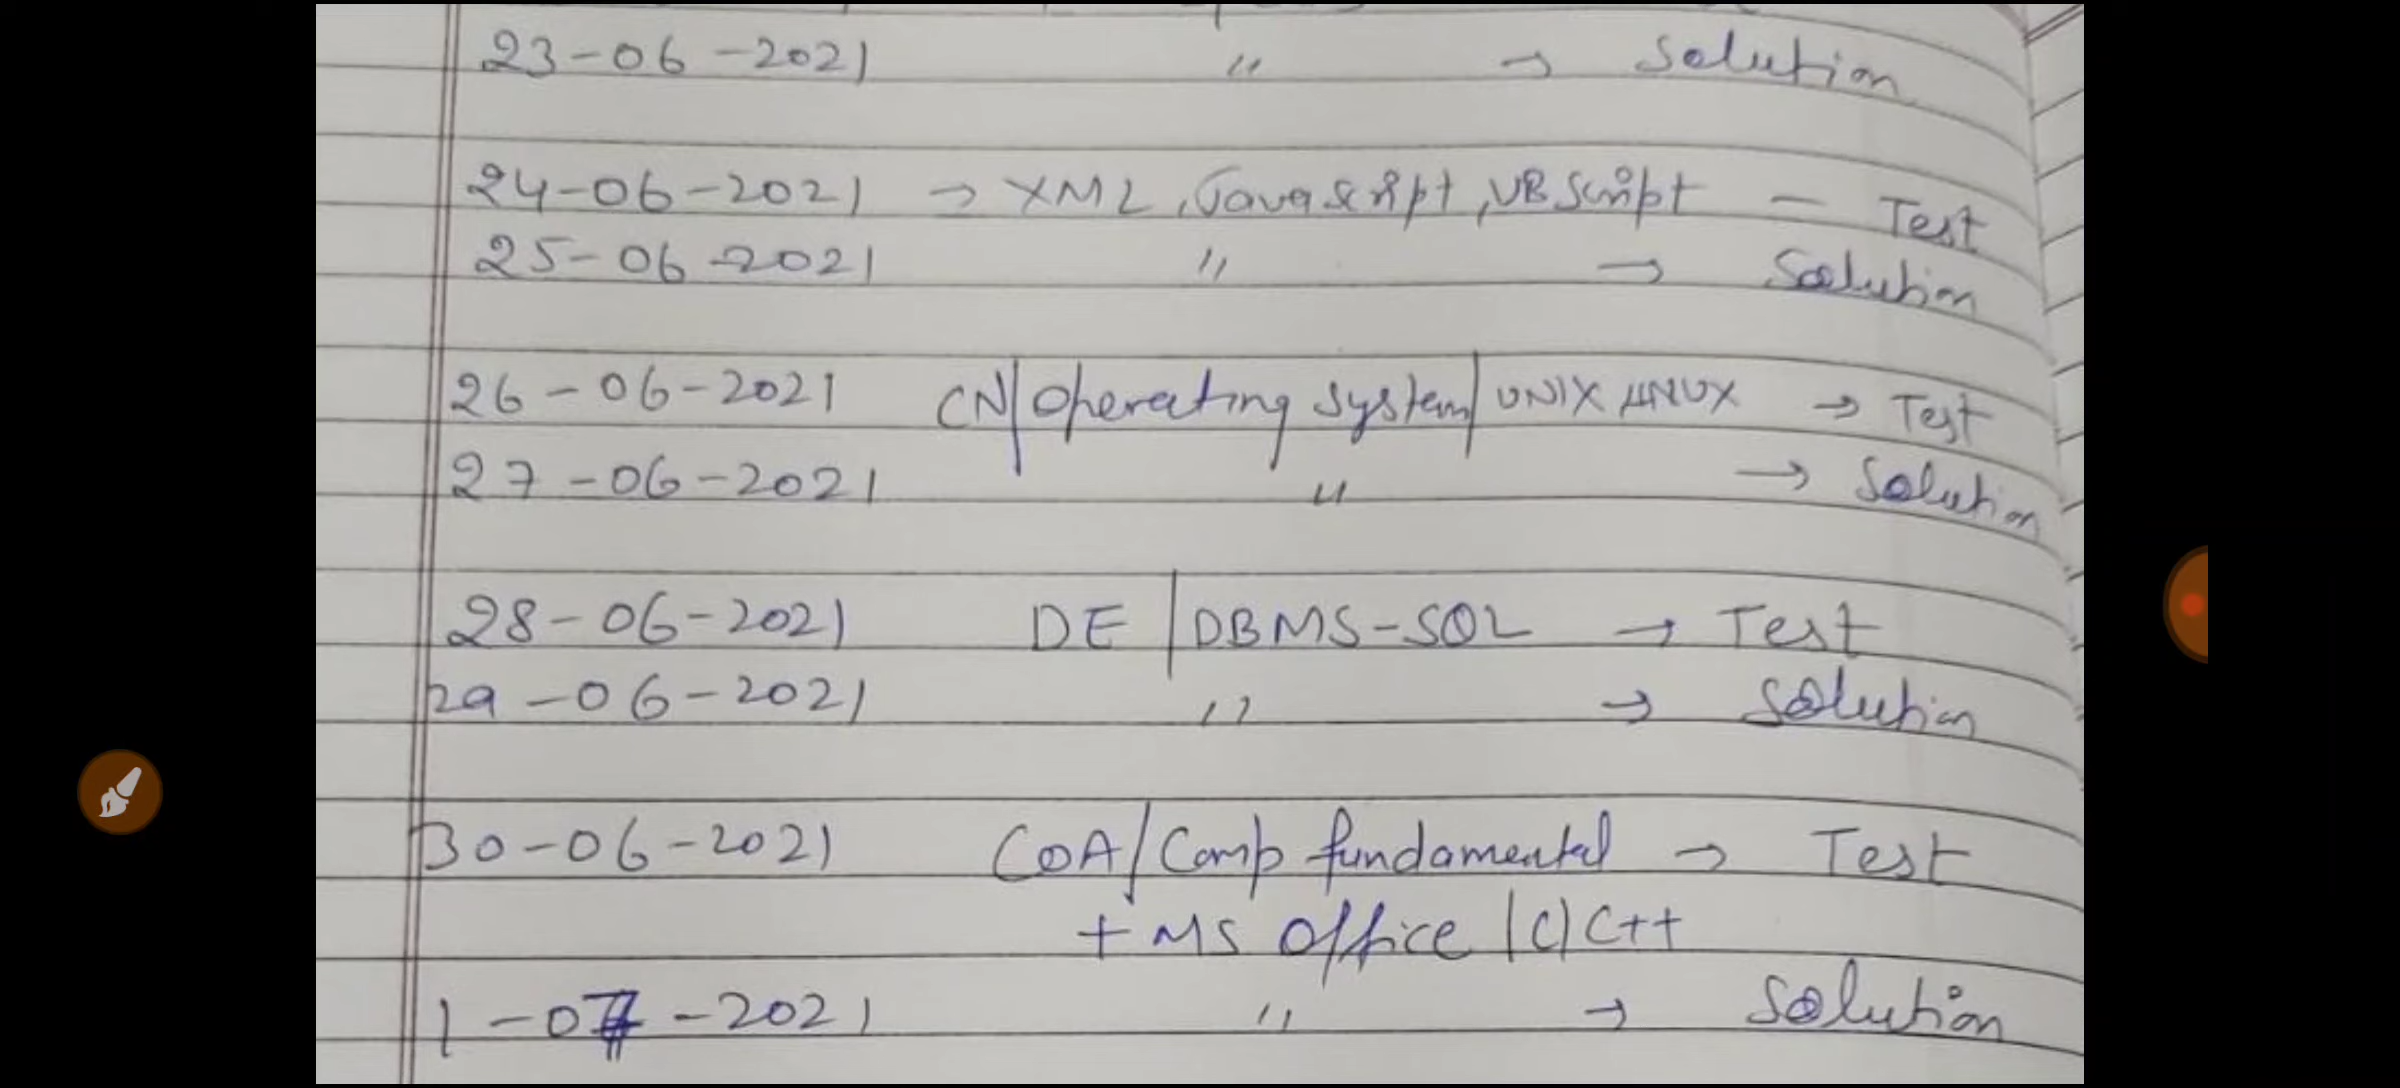 23-06-2021 " → Solution
24-06-2021 → XML, Javascript, VBScript - Test
25-06-2021 " → Solution
26-06-2021 CN/Operating System/UNIX LINUX → Test
27-06-2021 " → Solution
28-06-2021 DE/DBMS-SQL → Test
29-06-2021 " → Solution
30-06-2021 COA/Comp fundamental → Test
+ MS Office /C/C++
1-07-2021 " → Solution